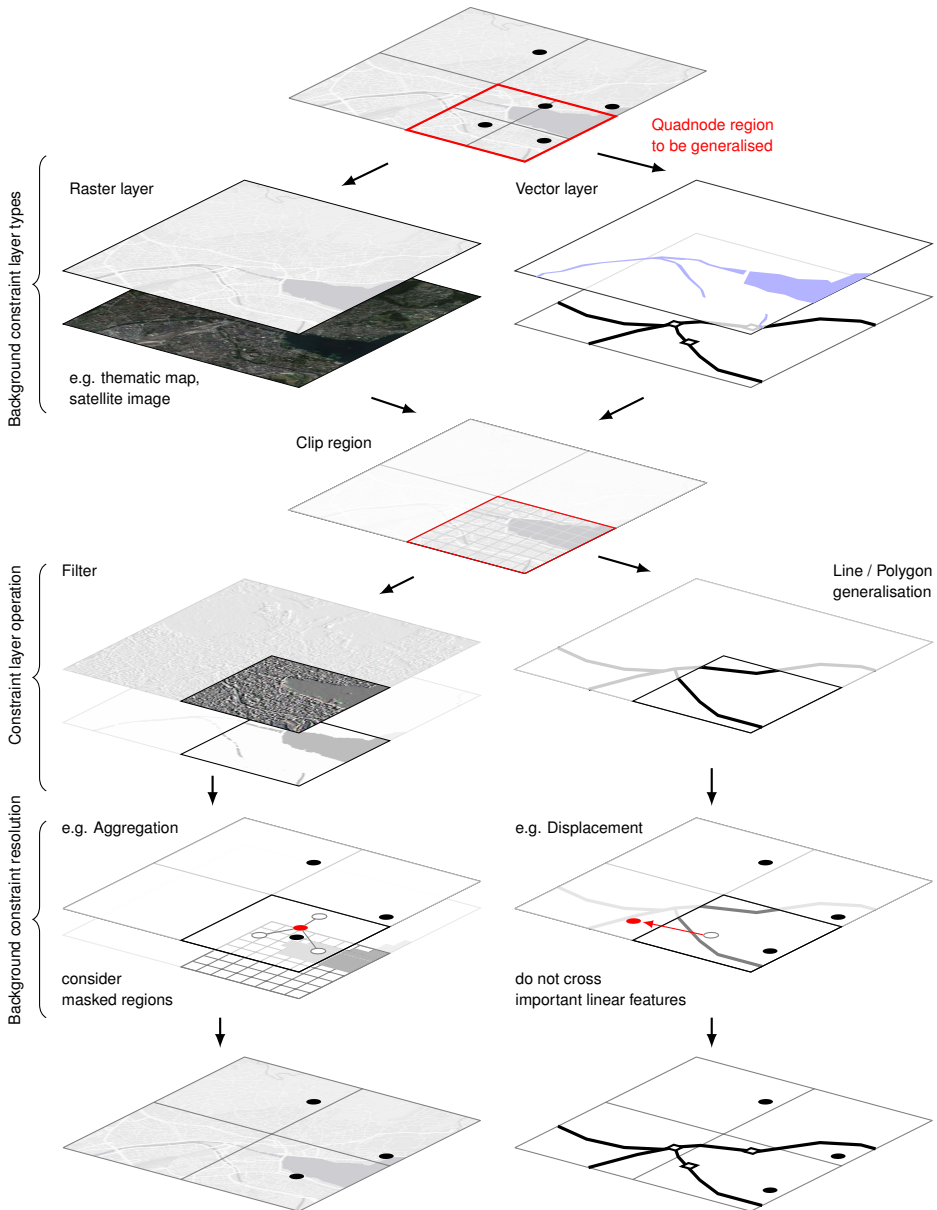 Quadnode region
to be generalised
Background constraint layer types
Raster layer
Vector layer
e.g. thematic map,
satellite image
Clip region
Constraint layer operation
Filter
Line / Polygon
generalisation
Background constraint resolution
e.g. Aggregation
e.g. Displacement
consider
masked regions
do not cross
important linear features